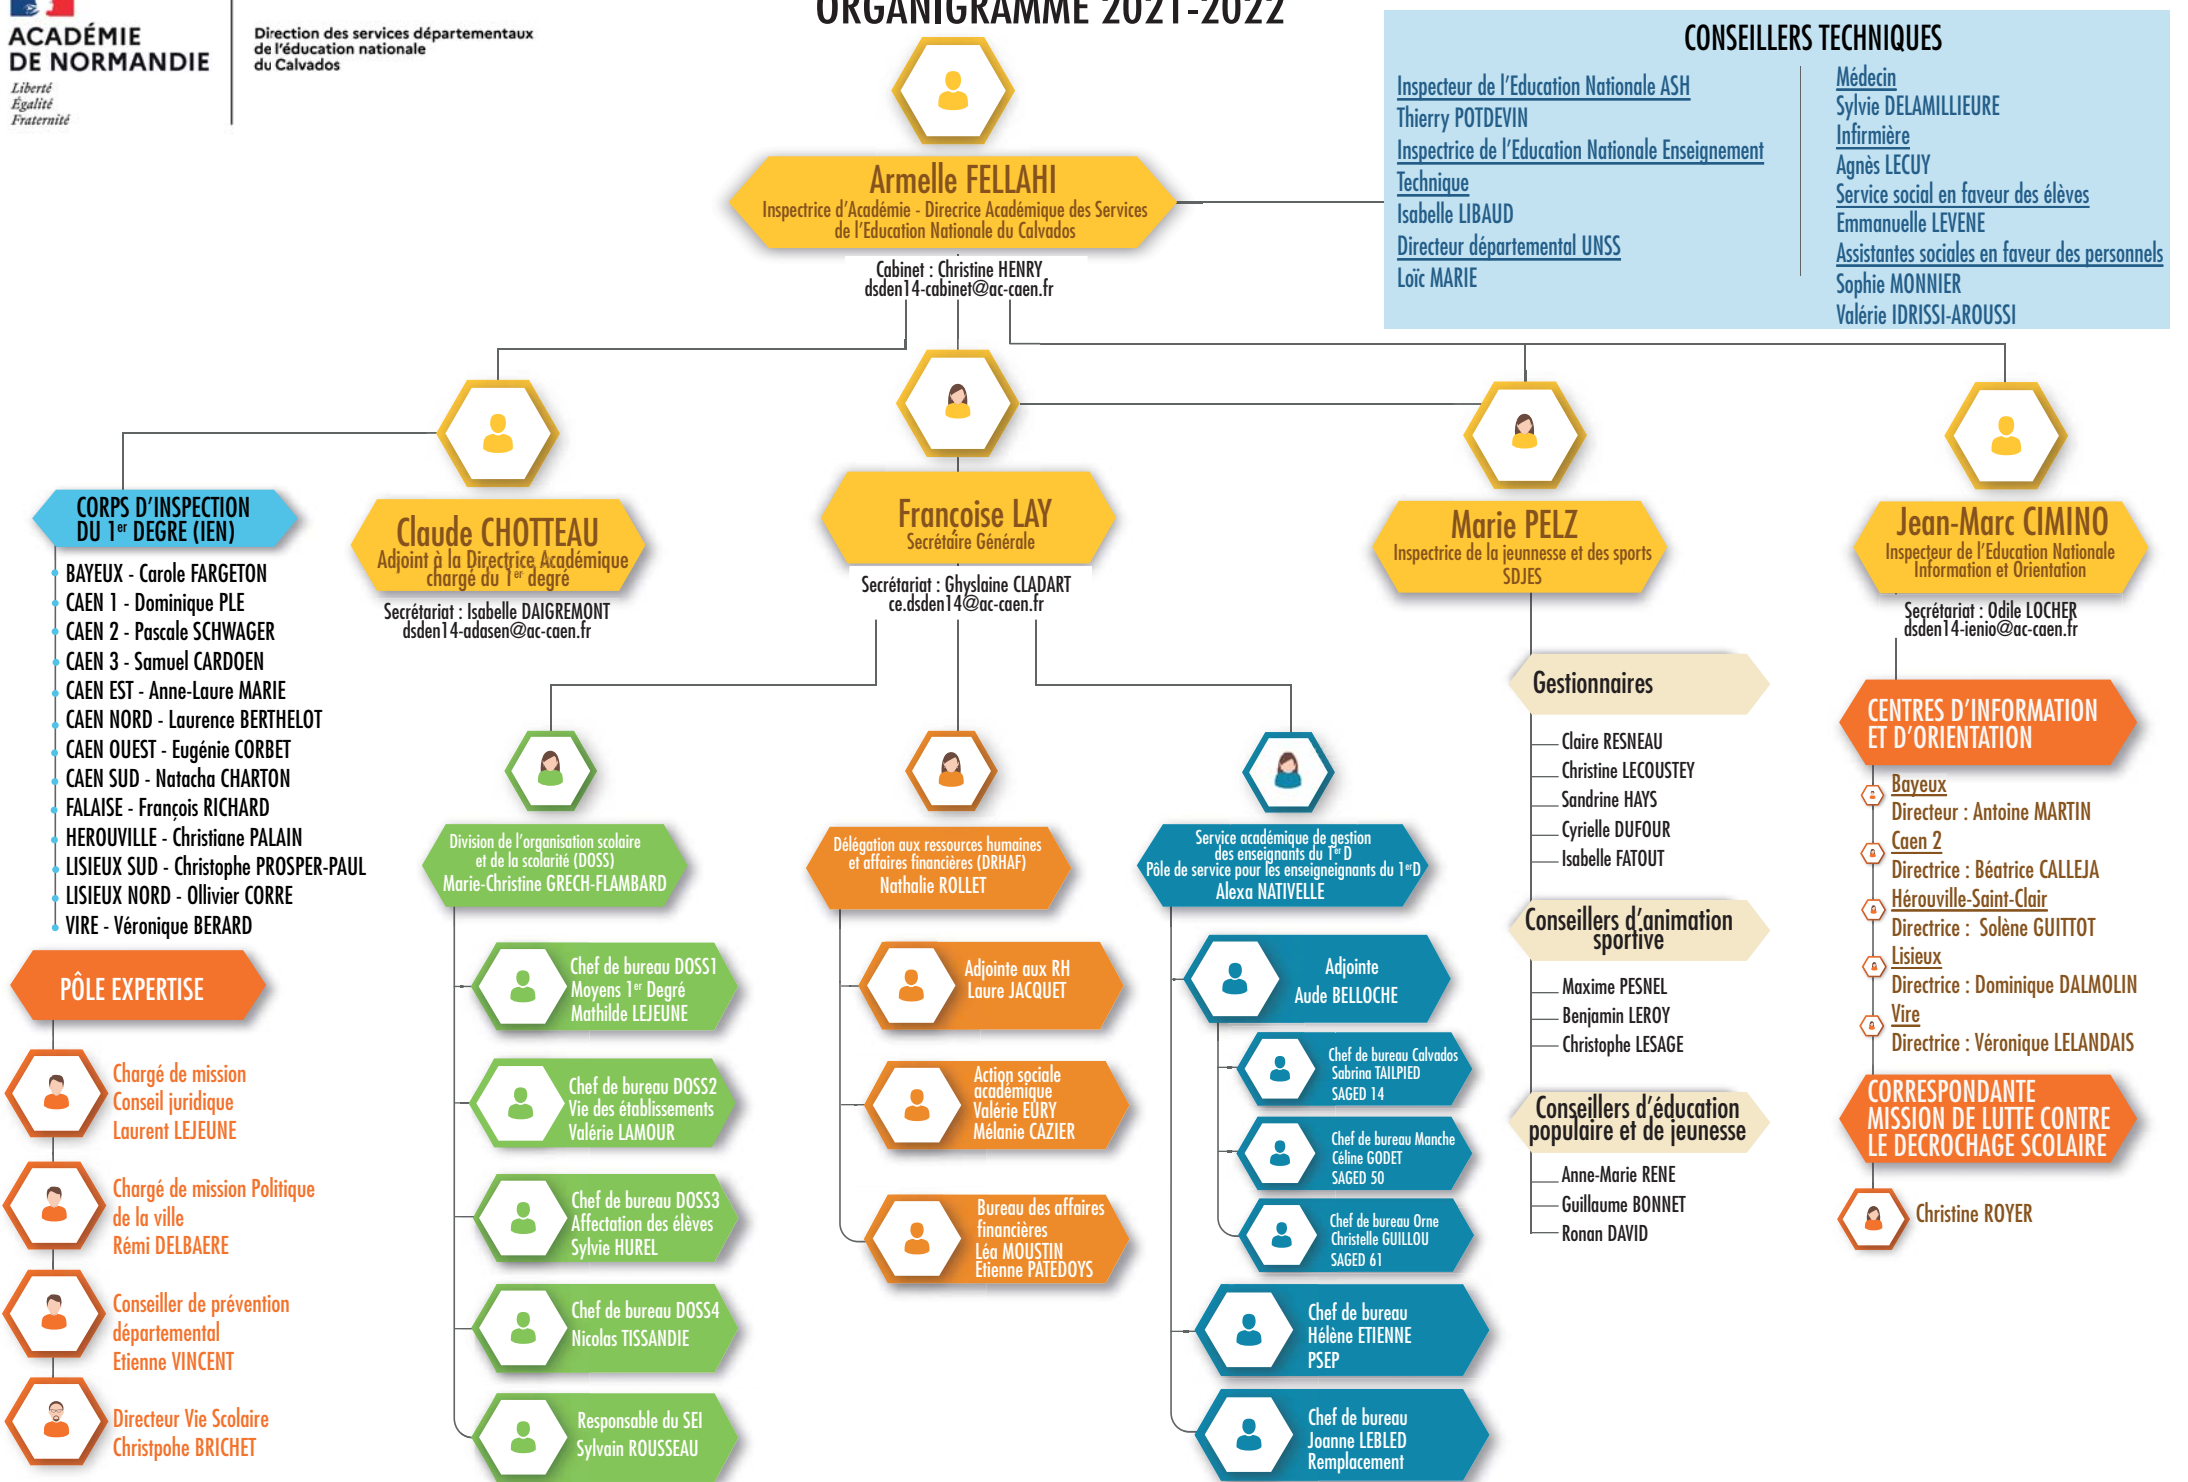 ORGANIGRAMME 2021-2022
ACADÉMIE
DE NORMANDIE
Liberté
Égalité
Fraternité
Direction des services départementaux
de l'éducation nationale
du Calvados
CONSEILLERS TECHNIQUES
Inspecteur de l'Education Nationale ASH
Thierry POTDEVIN
Inspectrice de l'Education Nationale Enseignement
Technique
Isabelle LIBAUD
Directeur départemental UNSS
Loïc MARIE
Médecin
Sylvie DELAMILLIEURE
Infirmière
Agnès LECUY
Service social en faveur des élèves
Emmanuelle LEVENE
Assistantes sociales en faveur des personnels
Sophie MONNIER
Valérie IDRISSI-AROUSSI
Armelle FELLAHI
Inspectrice d'Académie - Direcrice Académique des Services
de l'Education Nationale du Calvados
Cabinet : Christine HENRY
dsden14-cabinet@ac-caen.fr
CORPS D'INSPECTION
DU 1er DEGRE (IEN)
BAYEUX - Carole FARGETON
CAEN 1 - Dominique PLE
CAEN 2 - Pascale SCHWAGER
CAEN 3 - Samuel CARDOEN
CAEN EST - Anne-Laure MARIE
CAEN NORD - Laurence BERTHELOT
CAEN OUEST - Eugénie CORBET
CAEN SUD - Natacha CHARTON
FALAISE - François RICHARD
HEROUVILLE - Christiane PALAIN
LISIEUX SUD - Christophe PROSPER-PAUL
LISIEUX NORD - Ollivier CORRE
VIRE - Véronique BERARD
PÔLE EXPERTISE
Chargé de mission
Conseil juridique
Laurent LEJEUNE
Chargé de mission Politique
de la ville
Rémi DELBAERE
Conseiller de prévention
départemental
Etienne VINCENT
Directeur Vie Scolaire
Christpohe BRICHET
Claude CHOTTEAU
Adjoint à la Directrice Académique
chargé du 1er degré
Secrétariat : Isabelle DAIGREMONT
dsden14-adasen@ac-caen.fr
Françoise LAY
Secrétaire Générale
Secrétariat : Ghyslaine CLADART
ce.dsden14@ac-caen.fr
Division de l'organisation scolaire
et de la scolarité (DOSS)
Marie-Christine GRECH-FLAMBARD
Chef de bureau DOSS1
Moyens 1er Degré
Mathilde LEJEUNE
Chef de bureau DOSS2
Vie des établissements
Valérie LAMOUR
Chef de bureau DOSS3
Affectation des élèves
Sylvie HUREL
Chef de bureau DOSS4
Nicolas TISSANDIE
Responsable du SEI
Sylvain ROUSSEAU
Délégation aux ressources humaines
et affaires financières (DRHAF)
Nathalie ROLLET
Adjointe aux RH
Laure JACQUET
Action sociale
académique
Valérie EURY
Mélanie CAZIER
Bureau des affaires
financières
Léa MOUSTIN
Etienne PATEDOYS
Service académique de gestion
des enseignants du 1er D
Pôle de service pour les enseigneignants du 1erD
Alexa NATIVELLE
Adjointe
Aude BELLOCHE
Chef de bureau Calvados
Sabrina TAILPIED
SAGED 14
Chef de bureau Manche
Céline GODET
SAGED 50
Chef de bureau Orne
Christelle GUILLOU
SAGED 61
Chef de bureau
Hélène ETIENNE
PSEP
Chef de bureau
Joanne LEBLED
Remplacement
Marie PELZ
Inspectrice de la jeunnesse et des sports
SDJES
Gestionnaires
Claire RESNEAU
Christine LECOUSTEY
Sandrine HAYS
Cyrielle DUFOUR
Isabelle FATOUT
Conseillers d'animation
sportive
Maxime PESNEL
Benjamin LEROY
Christophe LESAGE
Conseillers d'éducation
populaire et de jeunesse
Anne-Marie RENE
Guillaume BONNET
Ronan DAVID
Jean-Marc CIMINO
Inspecteur de l'Education Nationale
Information et Orientation
Secrétariat : Odile LOCHER
dsden14-ienio@ac-caen.fr
CENTRES D'INFORMATION
ET D'ORIENTATION
Bayeux
Directeur : Antoine MARTIN
Caen 2
Directrice : Béatrice CALLEJA
Hérouville-Saint-Clair
Directrice : Solène GUITTOT
Lisieux
Directrice : Dominique DALMOLIN
Vire
Directrice : Véronique LELANDAIS
CORRESPONDANTE
MISSION DE LUTTE CONTRE
LE DECROCHAGE SCOLAIRE
Christine ROYER